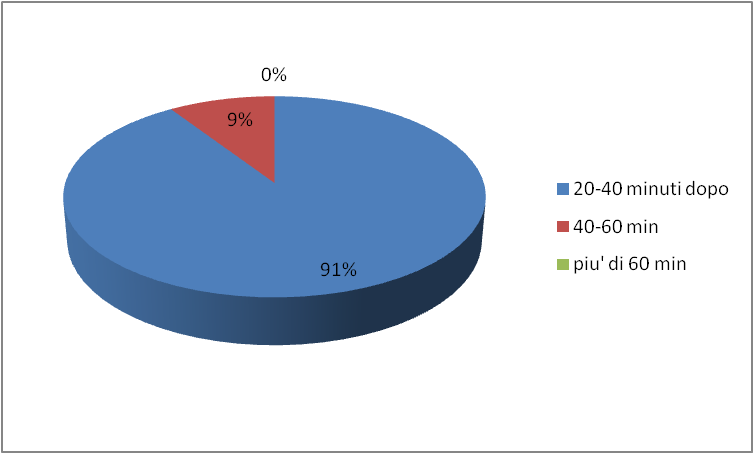 0%
9%
91%
20-40 minuti dopo
40-60 min
piu' di 60 min